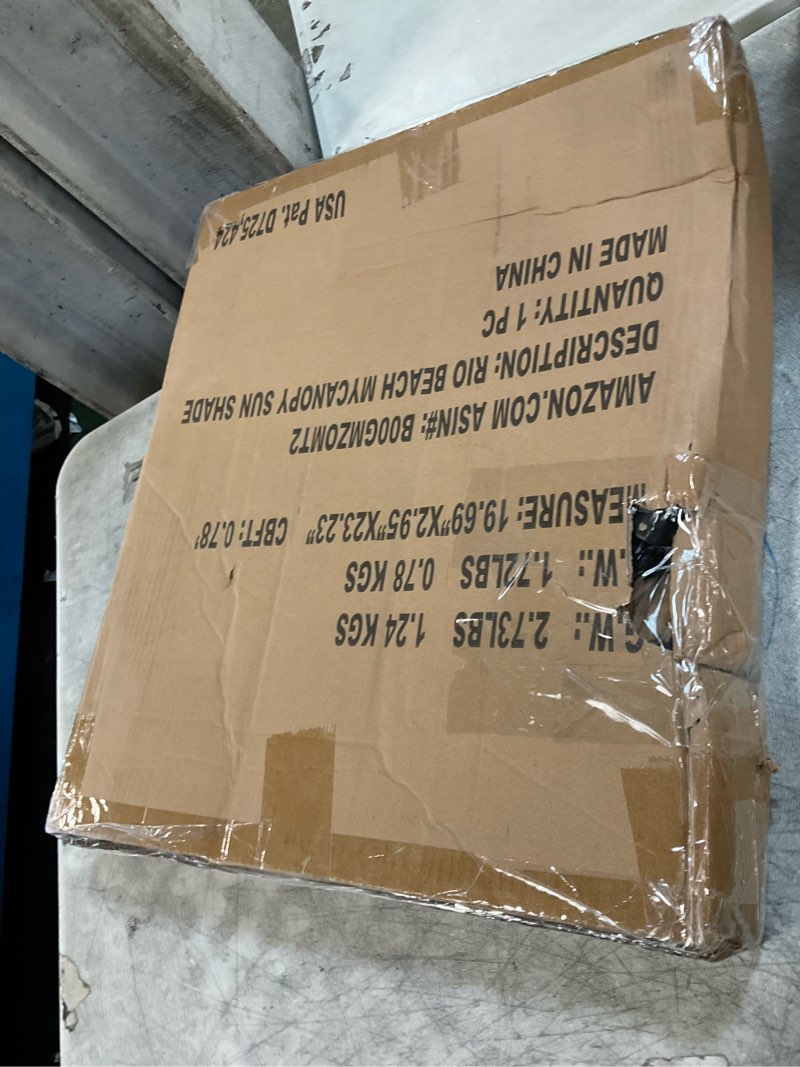 G.W.: 2.73LBS 1.24 KGS
.W.: 1.72LBS 0.78 KGS
MEASURE: 19.69"X2.95"X23.23" CBFT: 0.78'
AMAZON.COM ASIN#: B00GMZOMT2
DESCRIPTION: RIO BEACH MYCANOPY SUN SHADE
QUANTITY: 1 PC
MADE IN CHINA
USA Pat. D725,424